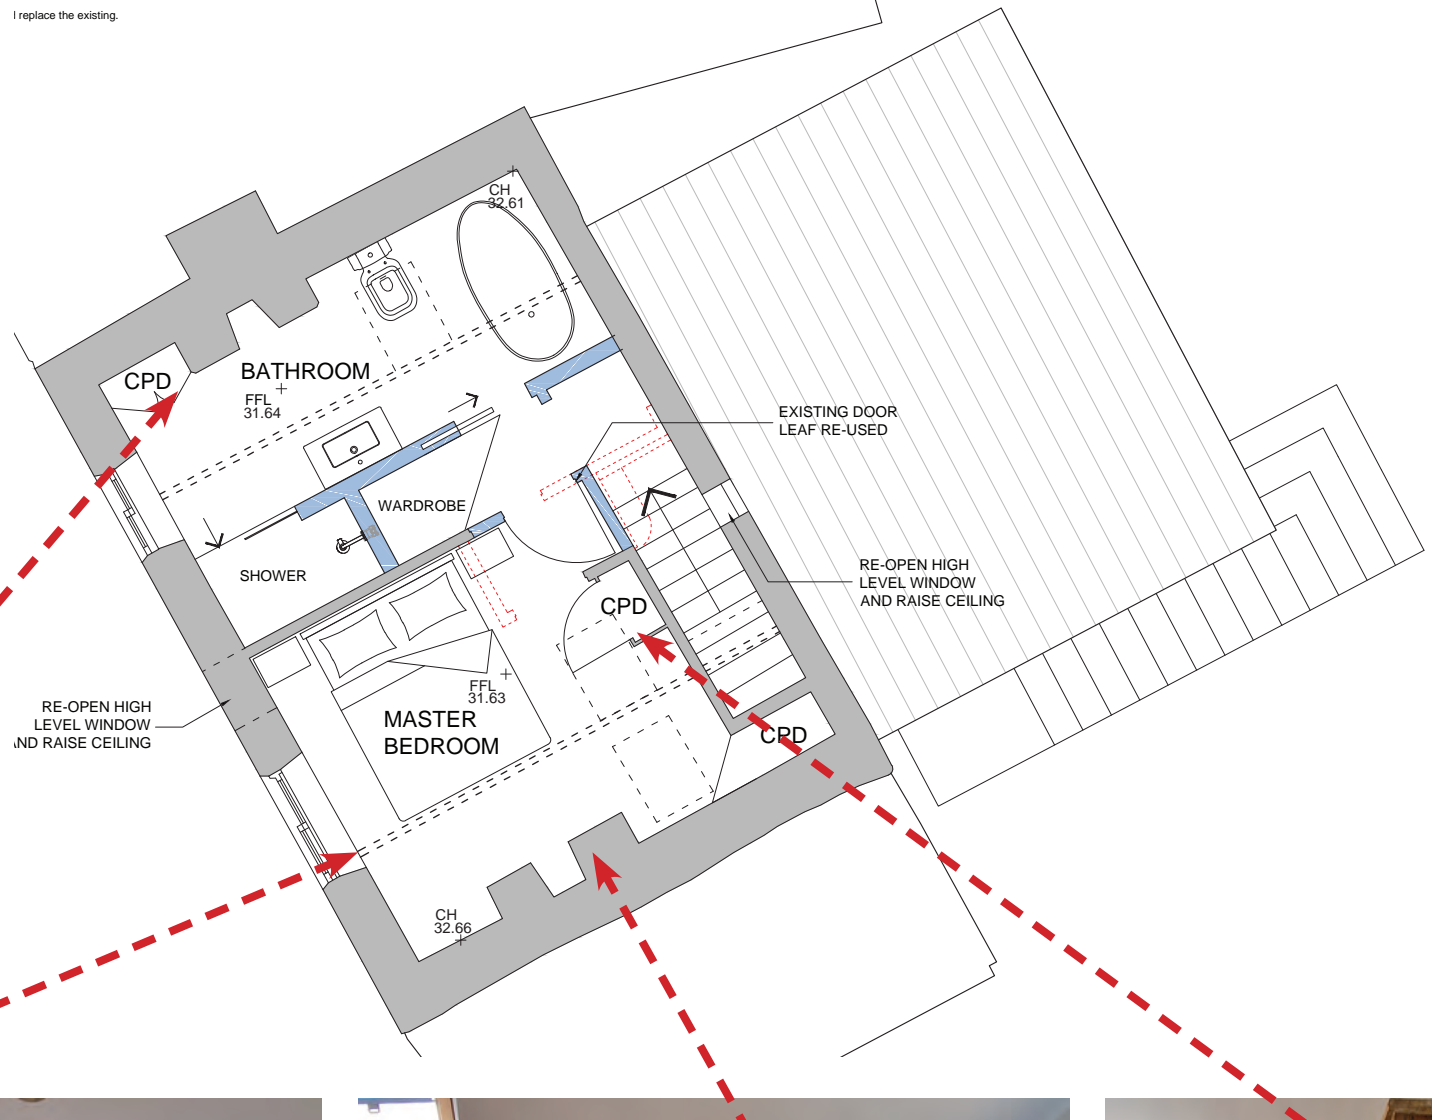 replace the existing.
CH
32.61
CPD
BATHROOM
FFL
31.64
EXISTING DOOR
LEAF RE-USED
WARDROBE
SHOWER
RE-OPEN HIGH
LEVEL WINDOW
AND RAISE CEILING
CPD
FFL
31.63
RE-OPEN HIGH
LEVEL WINDOW
ND RAISE CEILING
MASTER
BEDROOM
CPD
CH
32.66